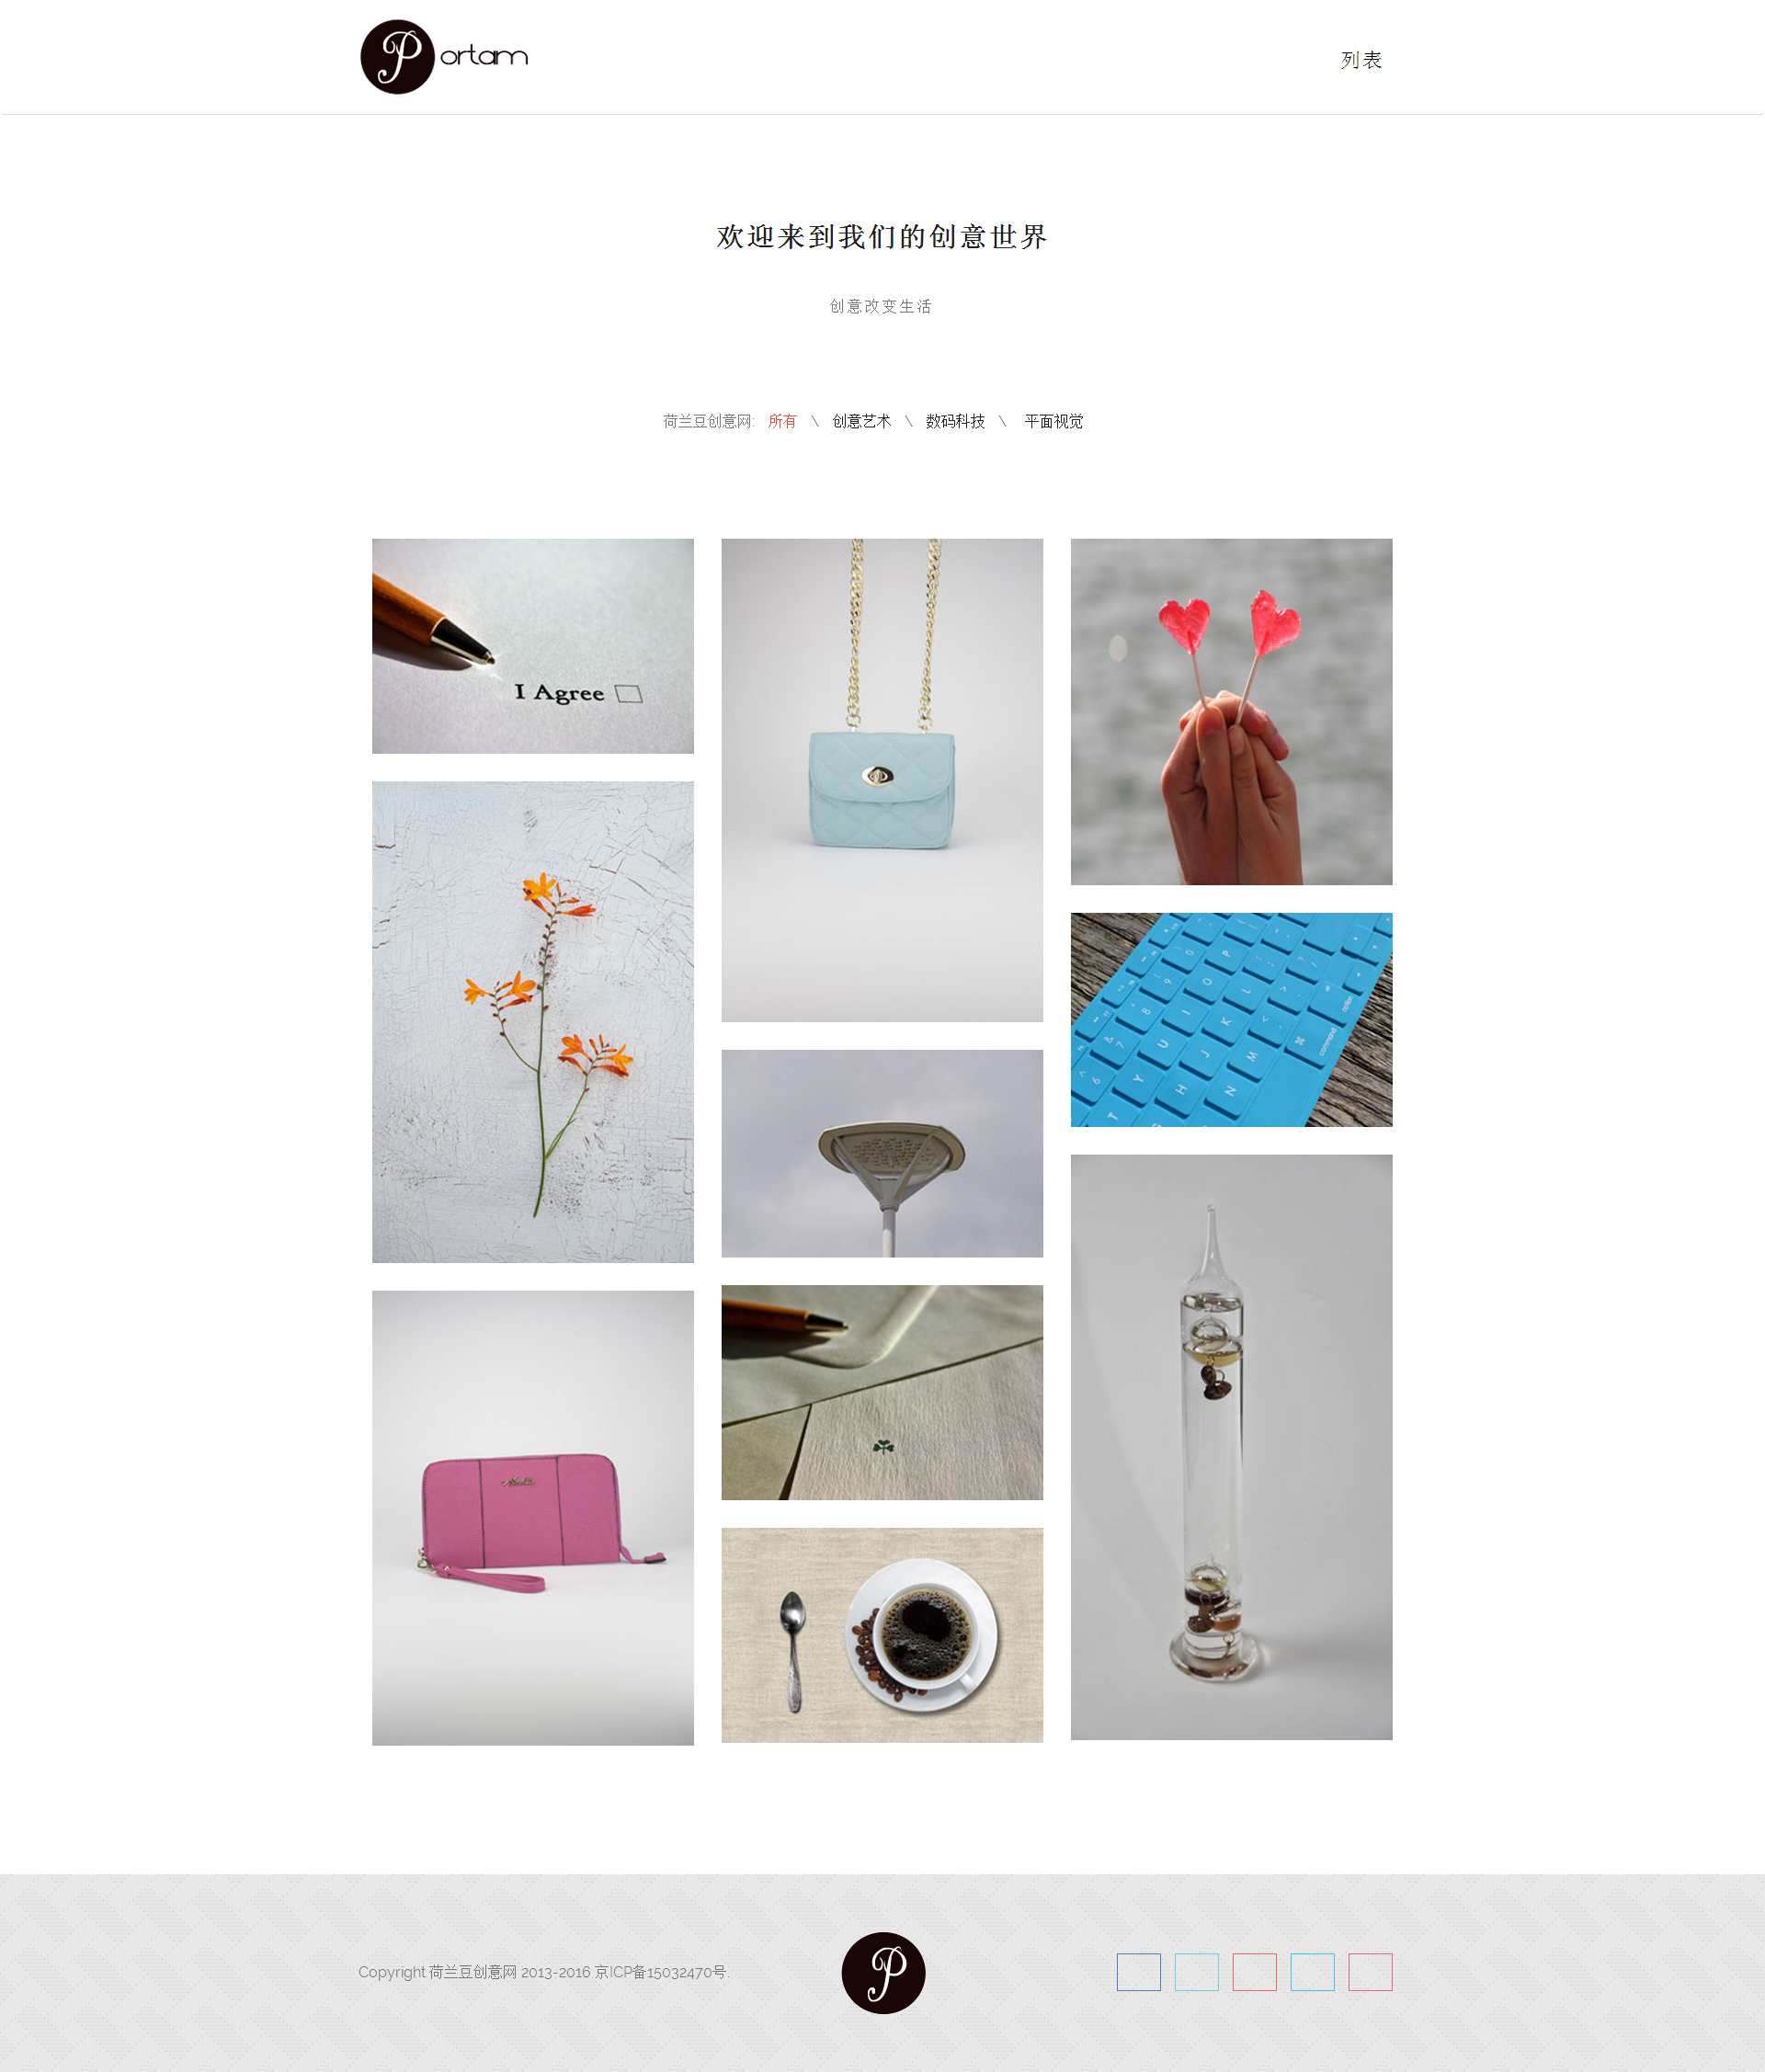 Portam
列表
欢迎来到我们的创意世界
创意改变生活
荷兰豆创意网: 所有 \ 创意艺术 \ 数码科技 \ 平面视觉
I Agree
option
command
Copyright 荷兰豆创意网 2013-2016 京ICP备15032470号.
P